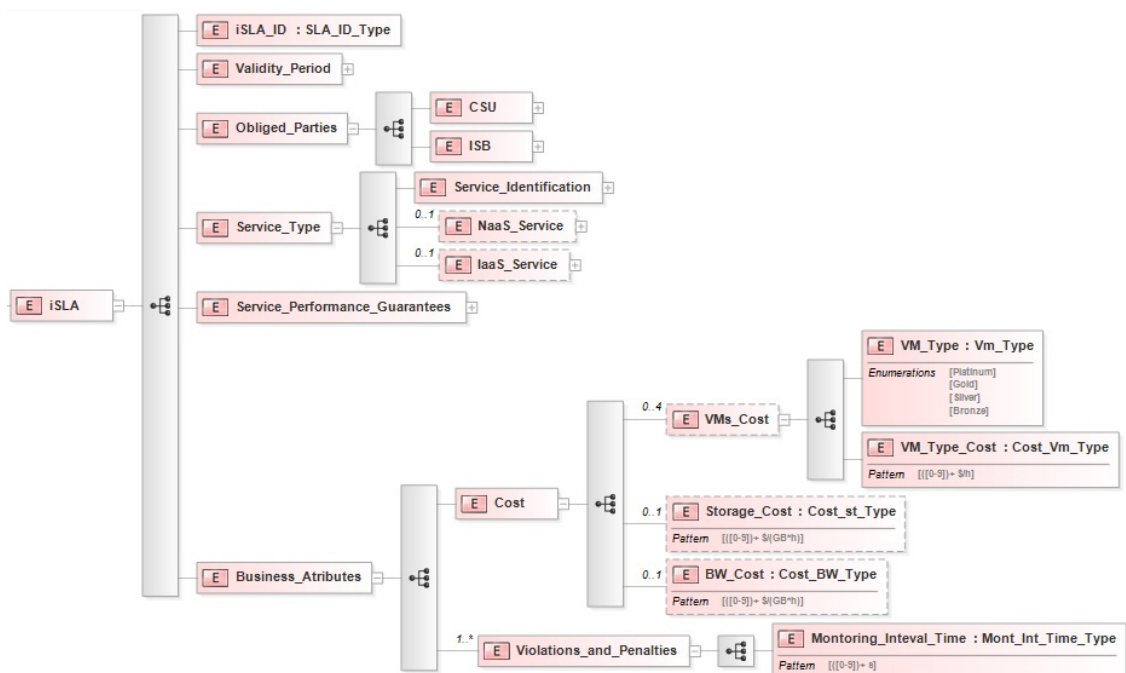 E iSLA_ID : SLA_ID_Type
E Validity_Period
E Obliged_Parties
E CSU
E ISB
E Service_Type
E Service_Identification
0..1
E NaaS_Service
0..1
E IaaS_Service
E iSLA
E Service_Performance_Guarantees
E Business_Atributes
E Cost
0..4
E VMs_Cost
E VM_Type : Vm_Type
Enumerations [Platinum]
[Gold]
[Silver]
[Bronze]
E VM_Type_Cost : Cost_Vm_Type
Pattern [([0-9])+ $/h]
0..1
E Storage_Cost : Cost_st_Type
Pattern [([0-9])+ $/(GB*h)]
0..1
E BW_Cost : Cost_BW_Type
Pattern [([0-9])+ $/(GB*h)]
1..*
E Violations_and_Penalties
E Montoring_Inteval_Time : Mont_Int_Time_Type
Pattern [([0-9])+ s]